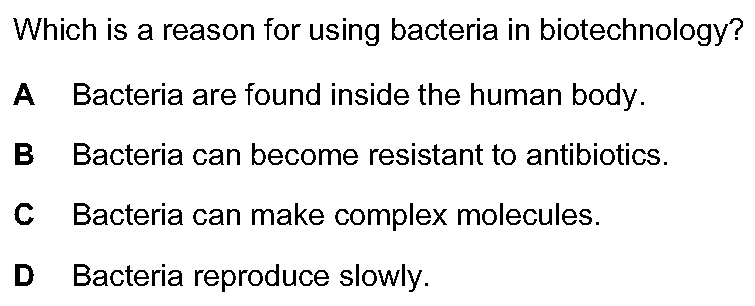 Which is a reason for using bacteria in biotechnology?
A Bacteria are found inside the human body.
B Bacteria can become resistant to antibiotics.
C Bacteria can make complex molecules.
D Bacteria reproduce slowly.